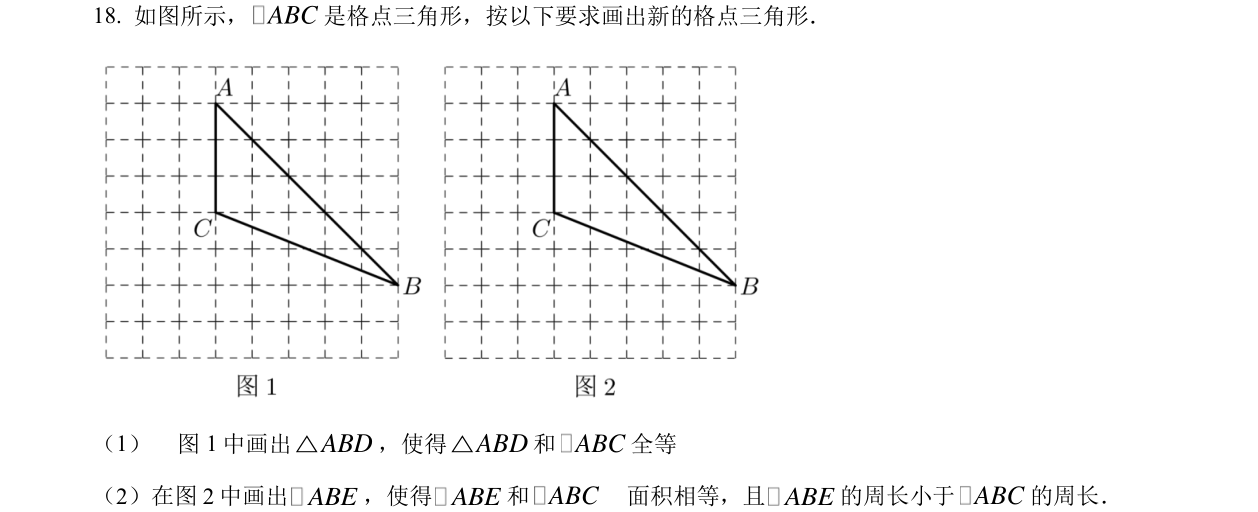 18. 如图所示，□ABC 是格点三角形，按以下要求画出新的格点三角形．
A
A
C
C
B
B
图 1
图 2
（1） 图 1 中画出 △ABD，使得 △ABD 和 □ABC 全等
（2）在图 2 中画出□ ABE，使得□ ABE 和 □ABC 面积相等，且□ ABE 的周长小于 □ABC 的周长．